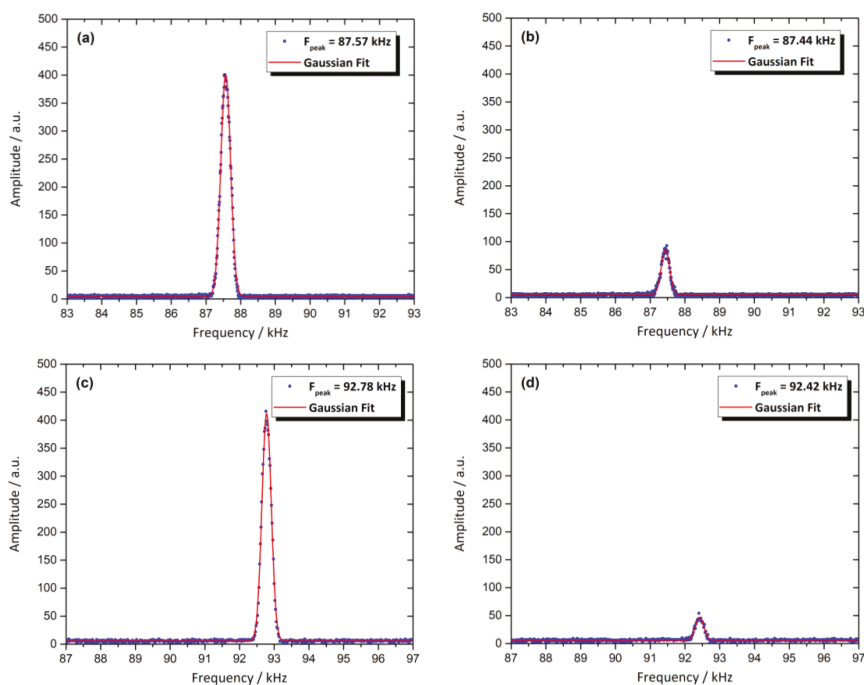 (a)
F_peak = 87.57 kHz
Gaussian Fit
500
450
400
350
300
250
200
150
100
50
0
Amplitude / a.u.
83 84 85 86 87 88 89 90 91 92 93
Frequency / kHz
(b)
F_peak = 87.44 kHz
Gaussian Fit
500
450
400
350
300
250
200
150
100
50
0
Amplitude / a.u.
83 84 85 86 87 88 89 90 91 92 93
Frequency / kHz
(c)
F_peak = 92.78 kHz
Gaussian Fit
500
450
400
350
300
250
200
150
100
50
0
Amplitude / a.u.
87 88 89 90 91 92 93 94 95 96 97
Frequency / kHz
(d)
F_peak = 92.42 kHz
Gaussian Fit
500
450
400
350
300
250
200
150
100
50
0
Amplitude / a.u.
87 88 89 90 91 92 93 94 95 96 97
Frequency / kHz